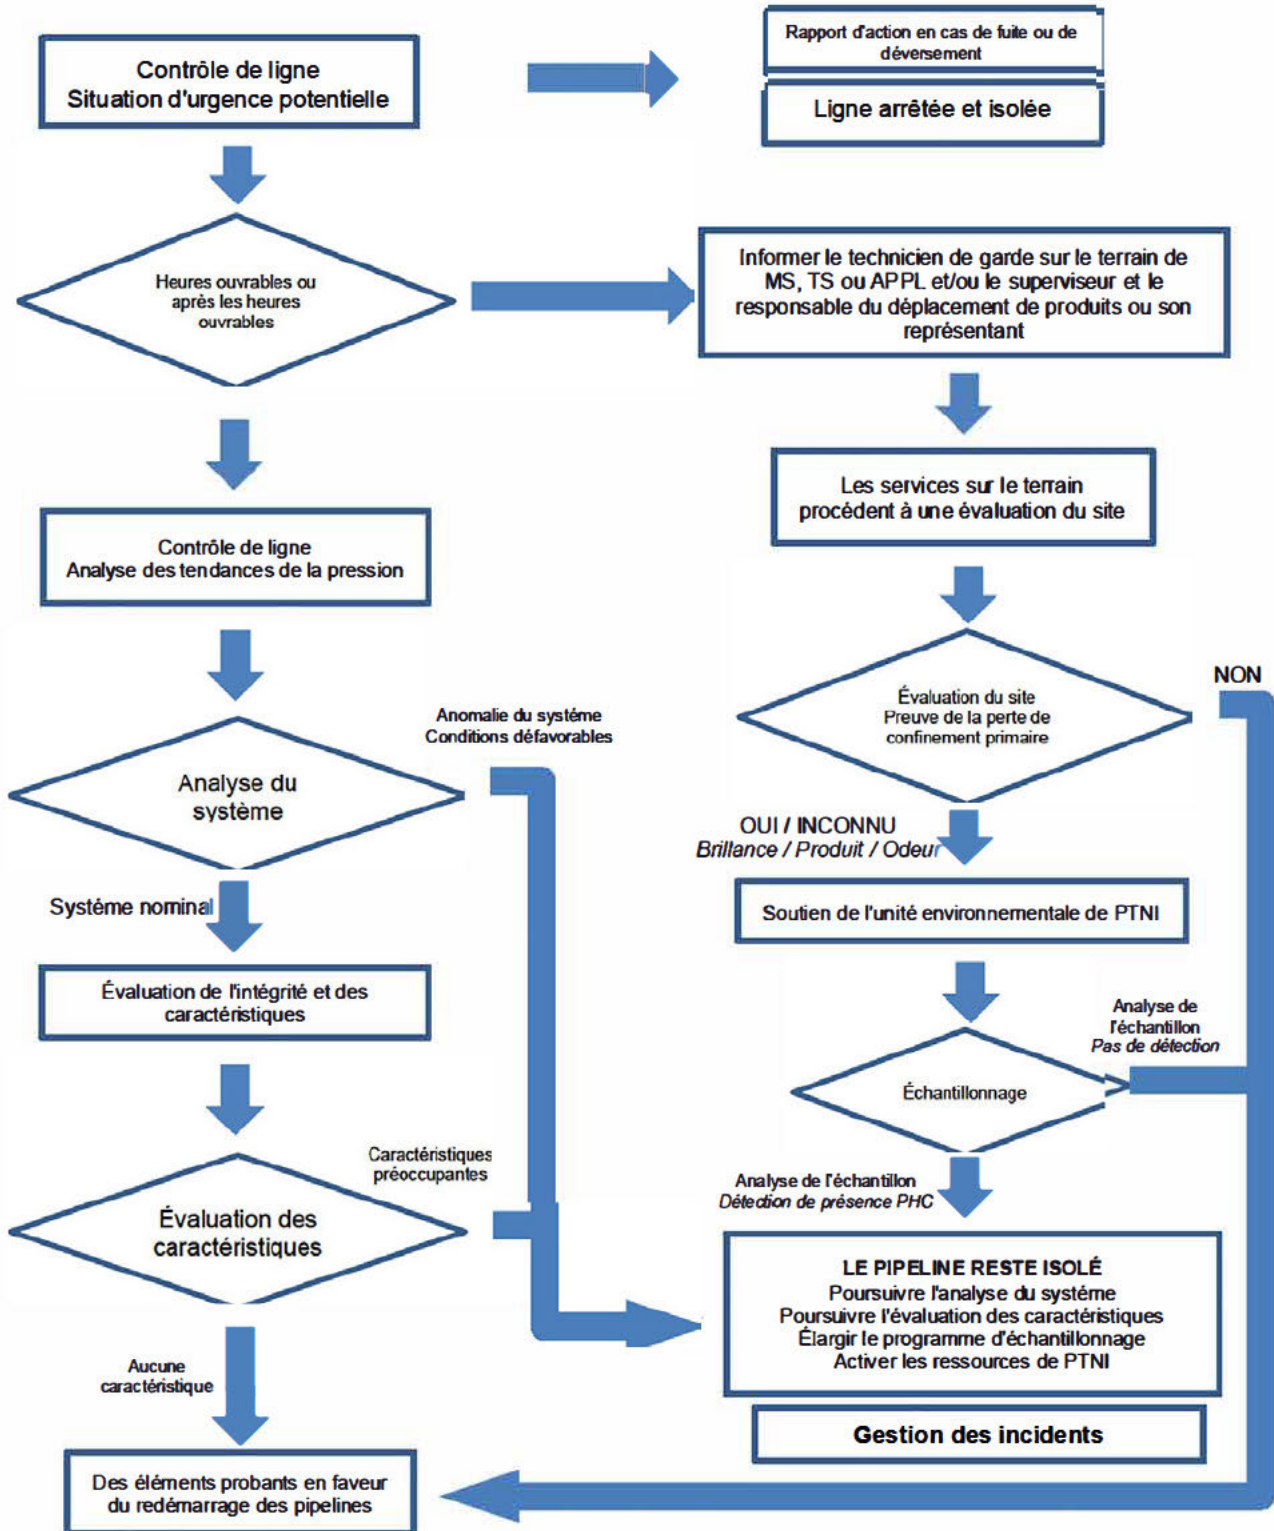 Contrôle de ligne
Situation d'urgence potentielle
Rapport d'action en cas de fuite ou de
déversement
Ligne arrêtée et isolée
Heures ouvrables ou
après les heures
ouvrables
Informer le technicien de garde sur le terrain de
MS, TS ou APPL et/ou le superviseur et le
responsable du déplacement de produits ou son
représentant
Les services sur le terrain
procédent à une évaluation du site
Contrôle de ligne
Analyse des tendances de la pression
NON
Évaluation du site
Preuve de la perte de
confinement primaire
Anomalie du systéme
Conditions défavorables
Analyse du
système
OUI / INCONNU
Brillance / Produit / Odeur
Systéme nominal
Soutien de l'unité environnementale de PTNI
Évaluation de l'intégrité et des
caractéristiques
Analyse de
l'échantillon
Pas de détection
Échantillonnage
Caractéristiques
préoccupantes
Analyse de l'échantillon
Détection de présence PHC
Évaluation des
caractéristiques
LE PIPELINE RESTE ISOLÉ
Poursuivre l'analyse du systéme
Poursuivre l'évaluation des caractéristiques
Élargir le programme d'échantillonnage
Activer les ressources de PTNI
Aucune
caractéristique
Gestion des incidents
Des éléments probants en faveur
du redémarrage des pipelines